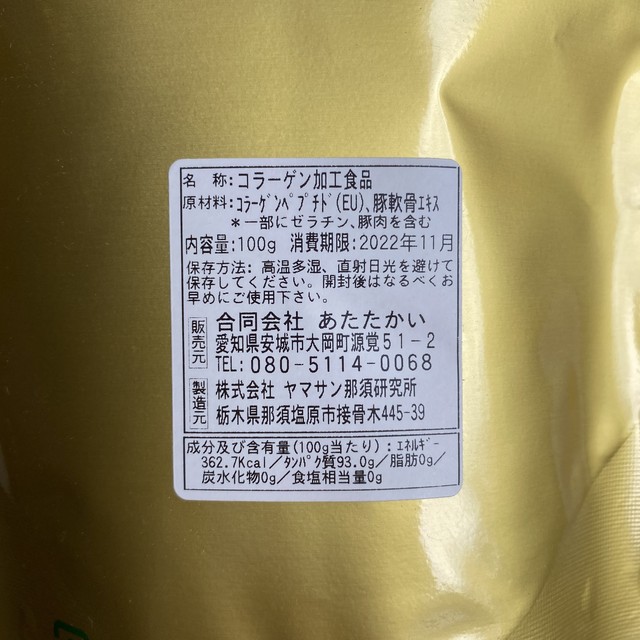 名 称:コラーゲン加工食品
原材料:コラーゲンペプチド(EU)、豚軟骨エキス
*一部にゼラチン、豚肉を含む
内容量:100g 消費期限:2022年11月
保存方法: 高温多湿、直射日光を避けて
保存してください。開封後はなるべくお
早めにご使用下さい。
販売元
合同会社 あたたかい
愛知県安城市大岡町源覚51-2
TEL:080-5114-0068
製造元
株式会社 ヤマサン那須研究所
栃木県那須塩原市接骨木445-39
成分及び含有量(100g当たり):エネルギー
362.7Kcal/タンパク質93.0g/脂肪0g/
炭水化物0g/食塩相当量0g